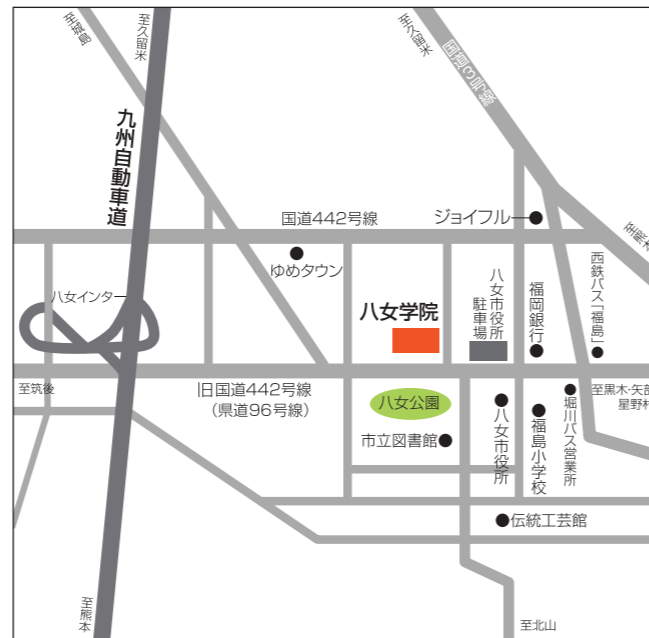 至城島
至久留米
至久留米
国道3号線
九州自動車道
国道442号線
ジョイフル
至熊本
ゆめタウン
西鉄バス「福島」
八女インター
八女学院
八女市役所
駐車場
福岡銀行
至筑後
旧国道442号線
（県道96号線）
八女公園
至黒木・矢部
星野村
市立図書館
八女市役所
福島小学校
堀川バス営業所
伝統工芸館
至熊本
至北山